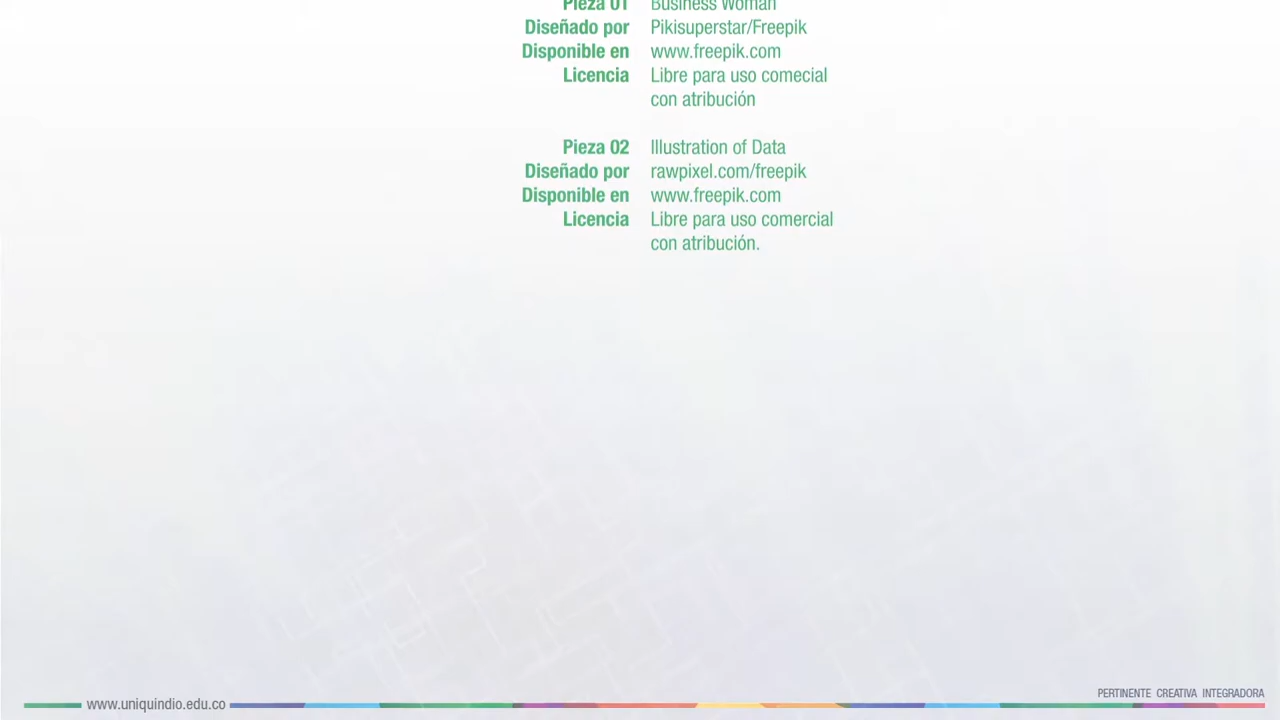 Pieza 01 Business Woman
Diseñado por Pikisuperstar/Freepik
Disponible en www.freepik.com
Licencia Libre para uso comecial
con atribución
Pieza 02 Illustration of Data
Diseñado por rawpixel.com/freepik
Disponible en www.freepik.com
Licencia Libre para uso comercial
con atribución.
PERTINENTE CREATIVA INTEGRADORA
www.uniquindio.edu.co